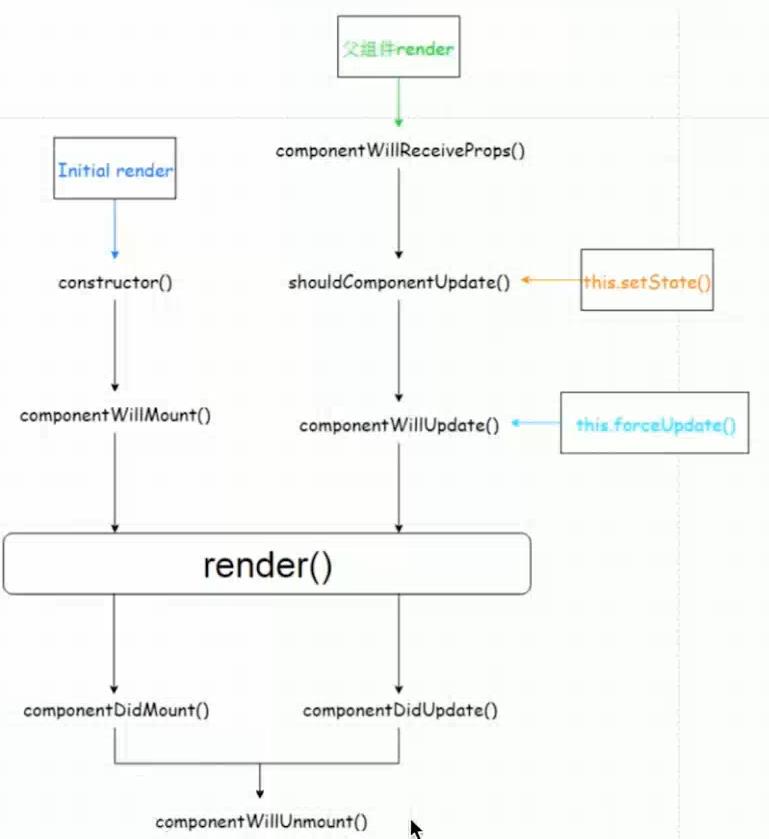 父组件render
componentWillReceiveProps()
Initial render
constructor()
shouldComponentUpdate()
this.setState()
componentWillMount()
componentWillUpdate()
this.forceUpdate()
render()
componentDidMount()
componentDidUpdate()
componentWillUnmount()